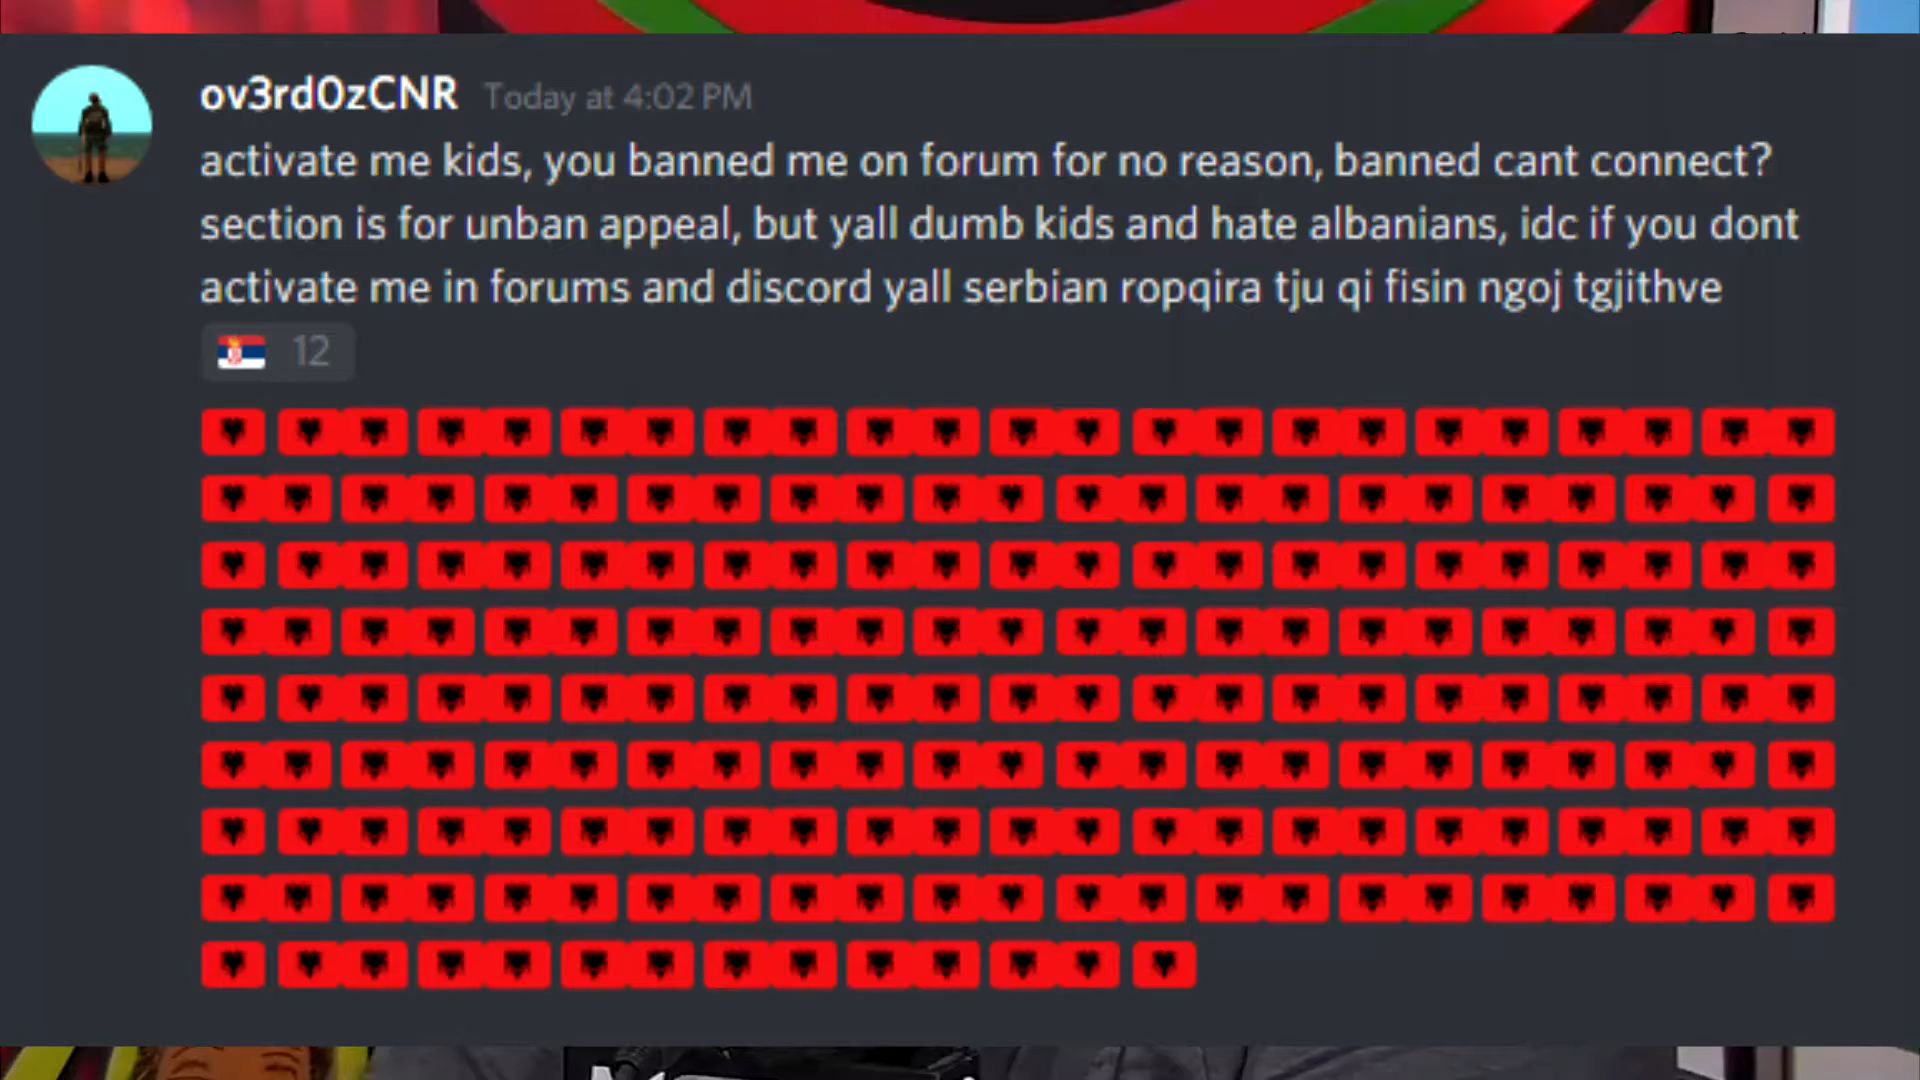 ov3rd0zCNR Today at 4:02 PM
activate me kids, you banned me on forum for no reason, banned cant connect?
section is for unban appeal, but yall dumb kids and hate albanians, idc if you dont
activate me in forums and discord yall serbian ropqira tju qi fisin ngoj tgjithve
12